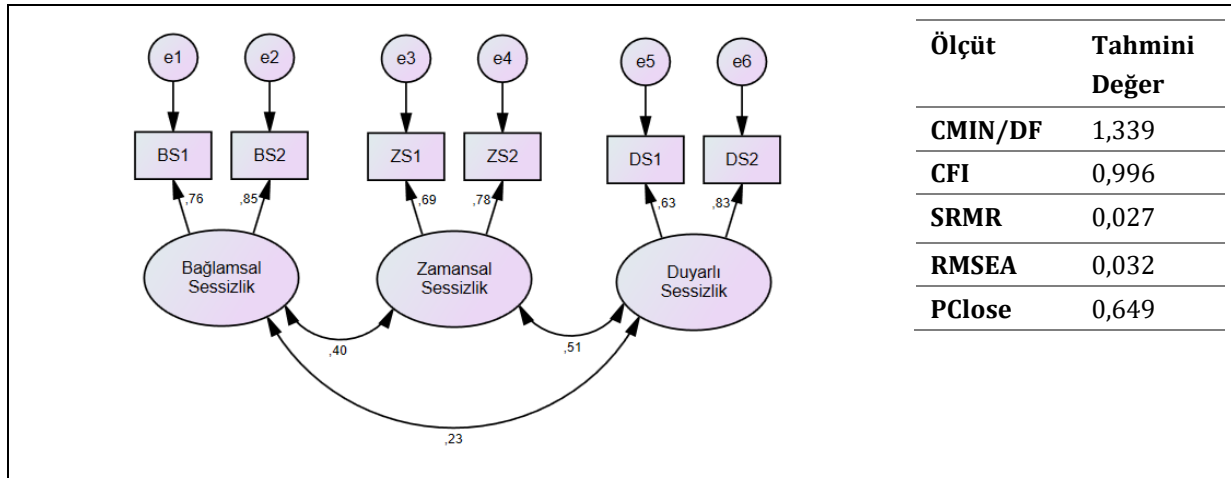 e1 e2 e3 e4 e5 e6
BS1 BS2 ZS1 ZS2 DS1 DS2
,76 ,85 ,69 ,78 ,63 ,83
Bağlamsal
Sessizlik
Zamansal
Sessizlik
Duyarlı
Sessizlik
,40 ,51
,23
Ölçüt Tahmini
Değer
CMIN/DF 1,339
CFI 0,996
SRMR 0,027
RMSEA 0,032
PClose 0,649